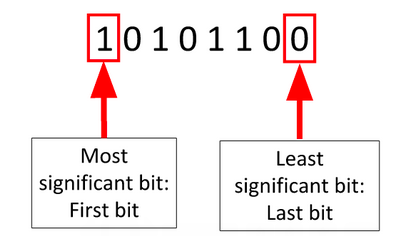 1 0 1 0 1 1 0 0
Most
significant bit:
First bit
Least
significant bit:
Last bit